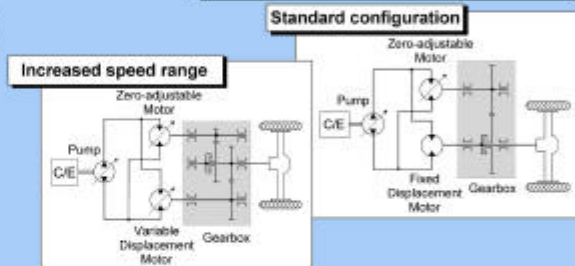 Standard configuration
Zero-adjustable
Motor
Pump
C/E
Fixed
Displacement
Motor
Gearbox
Increased speed range
Zero-adjustable
Motor
Pump
C/E
Variable
Displacement
Motor
Gearbox